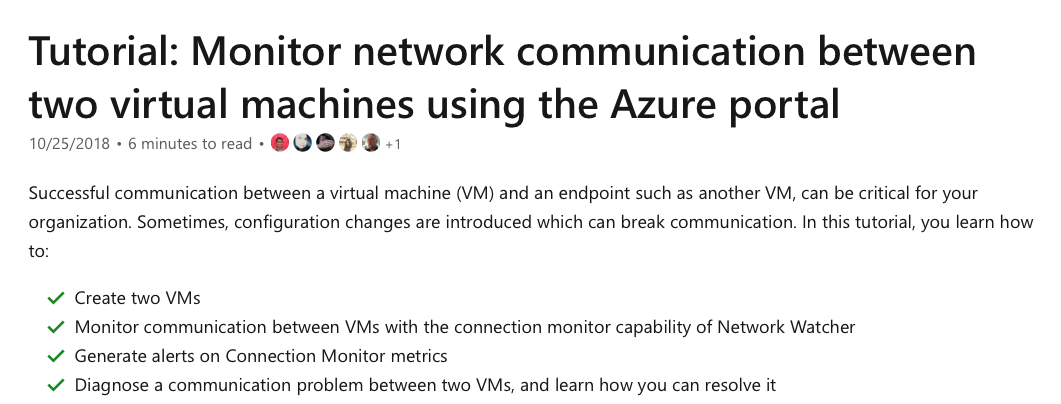 Tutorial: Monitor network communication between
two virtual machines using the Azure portal
10/25/2018 • 6 minutes to read • +1
Successful communication between a virtual machine (VM) and an endpoint such as another VM, can be critical for your
organization. Sometimes, configuration changes are introduced which can break communication. In this tutorial, you learn how
to:
Create two VMs
Monitor communication between VMs with the connection monitor capability of Network Watcher
Generate alerts on Connection Monitor metrics
Diagnose a communication problem between two VMs, and learn how you can resolve it